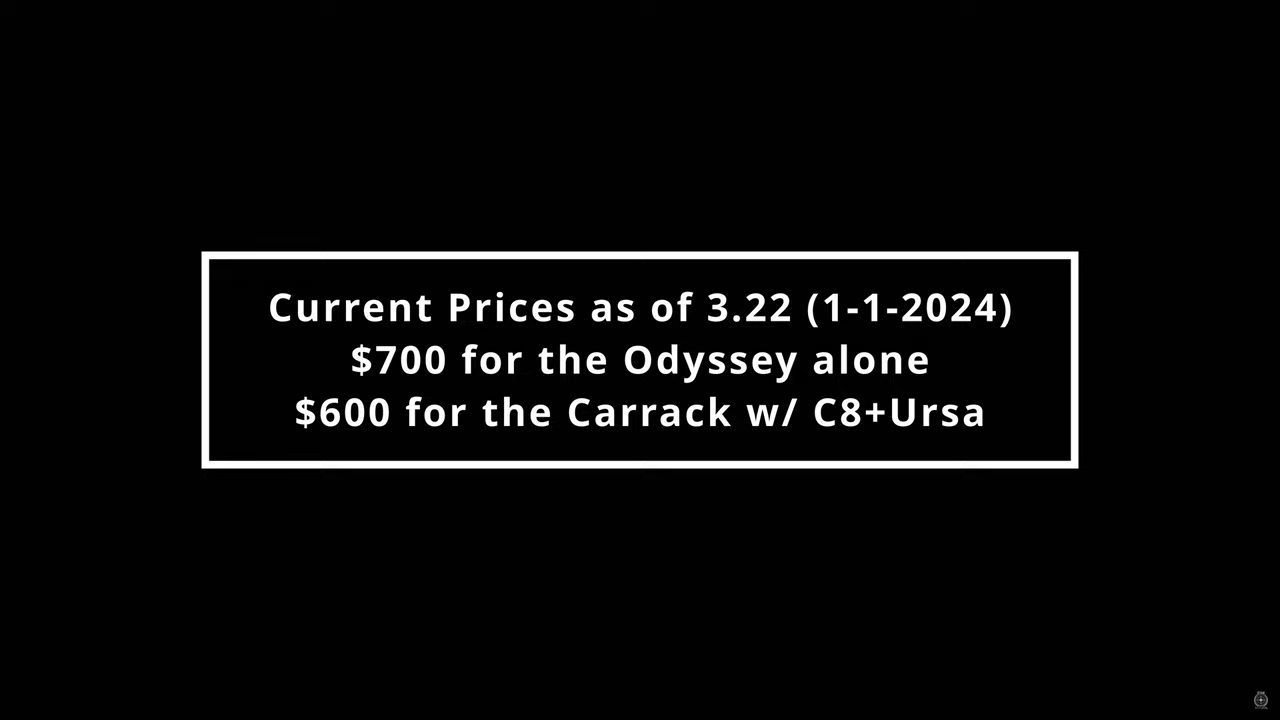 Current Prices as of 3.22 (1-1-2024)
$700 for the Odyssey alone
$600 for the Carrack w/ C8+Ursa